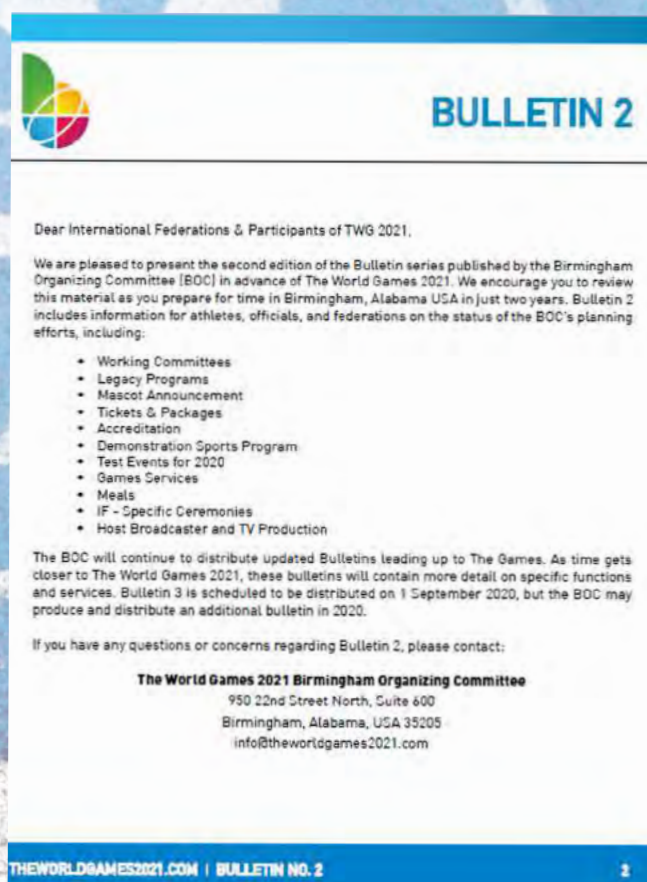 BULLETIN 2
Dear International Federations & Participants of TWG 2021,
We are pleased to present the second edition of the Bulletin series published by the Birmingham
Organizing Committee (BOC) in advance of The World Games 2021. We encourage you to review
this material as you prepare for time in Birmingham, Alabama USA in just two years. Bulletin 2
includes information for athletes, officials, and federations on the status of the BOC's planning
efforts, including:
• Working Committees
• Legacy Programs
• Mascot Announcement
• Tickets & Packages
• Accreditation
• Demonstration Sports Program
• Test Events for 2020
• Games Services
• Meals
• IF - Specific Ceremonies
• Host Broadcaster and TV Production
The BOC will continue to distribute updated Bulletins leading up to The Games. As time gets
closer to The World Games 2021, these bulletins will contain more detail on specific functions
and services. Bulletin 3 is scheduled to be distributed on 1 September 2020, but the BOC may
produce and distribute an additional bulletin in 2020.
If you have any questions or concerns regarding Bulletin 2, please contact:
The World Games 2021 Birmingham Organizing Committee
950 22nd Street North, Suite 600
Birmingham, Alabama, USA 35205
info@theworldgames2021.com
THEWORLDGAMES2021.COM | BULLETIN NO. 2 2